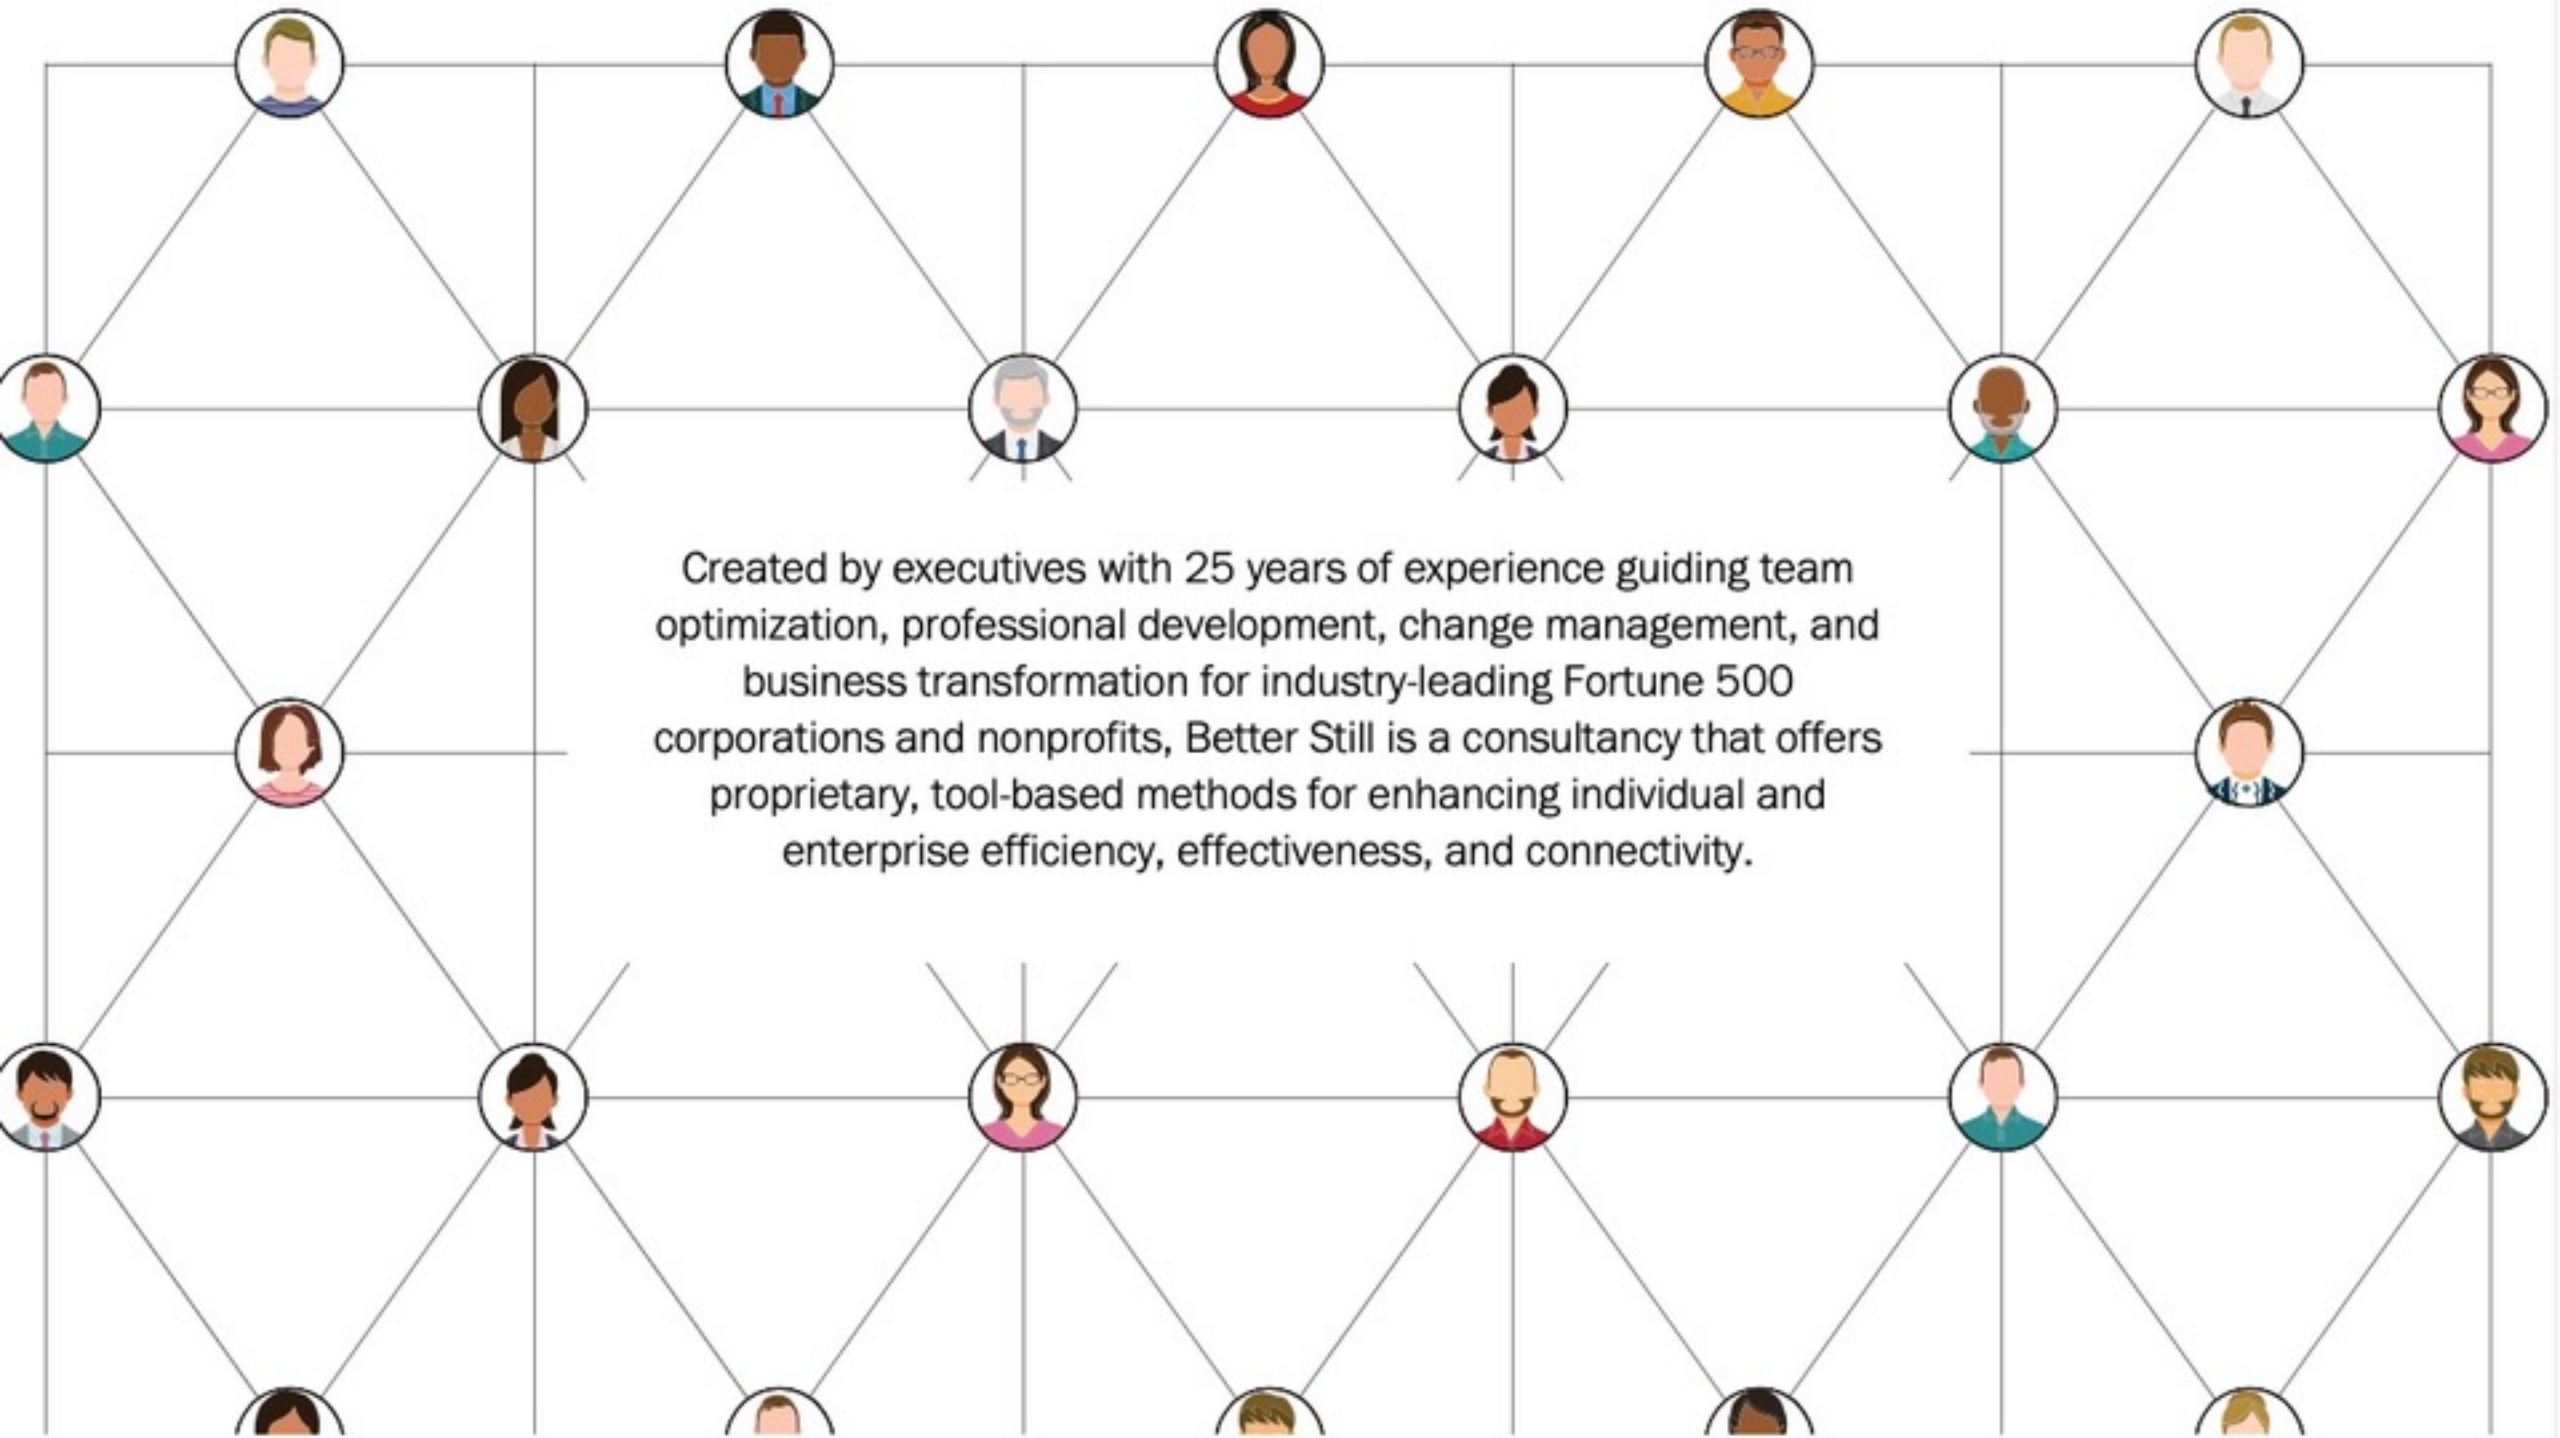 Created by executives with 25 years of experience guiding team
optimization, professional development, change management, and
business transformation for industry-leading Fortune 500
corporations and nonprofits, Better Still is a consultancy that offers
proprietary, tool-based methods for enhancing individual and
enterprise efficiency, effectiveness, and connectivity.